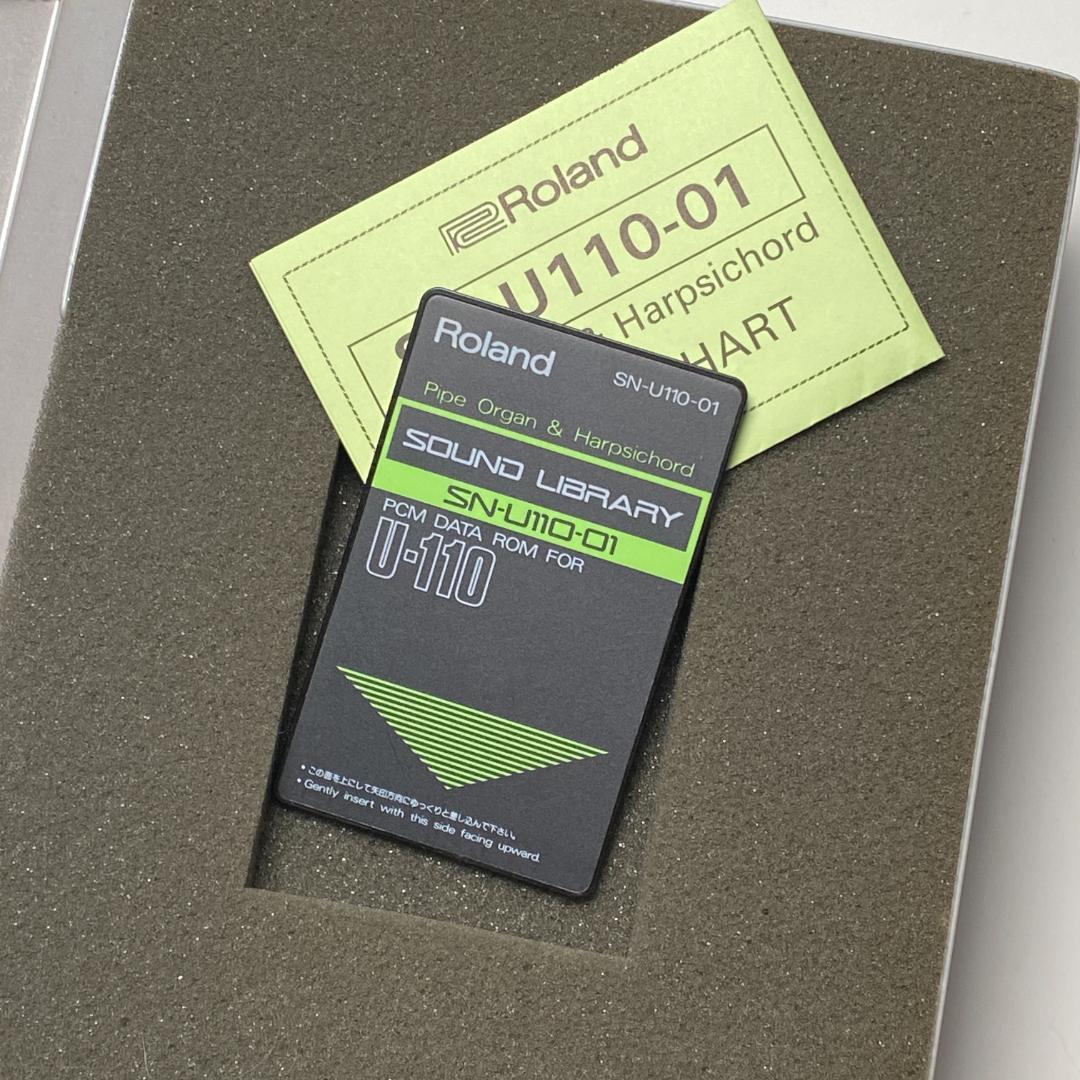 Roland
U110-01
& Harpsichord
HART
Roland
SN-U110-01
Pipe Organ & Harpsichord
SOUND LIBRARY
SN-U110-01
PCM DATA ROM FOR
U-110
• この面を上にして矢印方向にゆっくりと差し込んで下さい。
• Gently insert with this side facing upward.